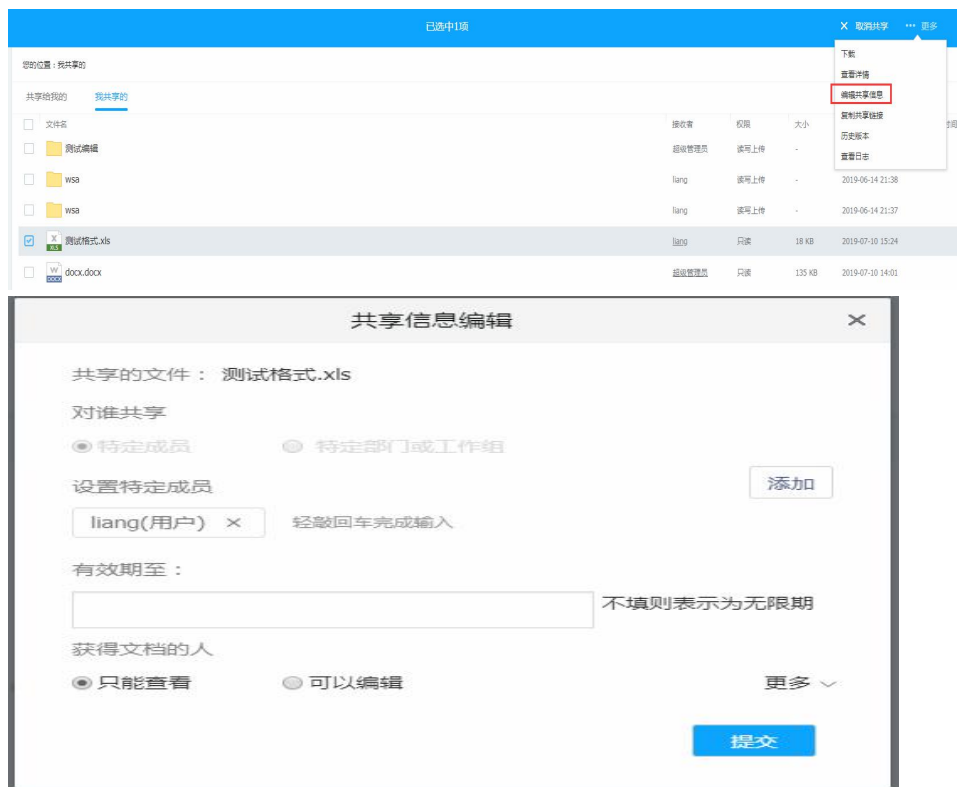 已选中1项 × 取消共享 ··· 更多
下载
您的位置：我共享的
查看详情
共享给我的 我共享的 编辑共享信息
复制共享链接
文件名 接收者 权限 大小
历史版本
测试编辑 超级管理员 读写上传 -
查看日志
wsa liang 读写上传 - 2019-06-14 21:38
wsa liang 读写上传 - 2019-06-14 21:37
X XLS 测试格式.xls liang 只读 18 KB 2019-07-10 15:24
W DOCX docx.docx 超级管理员 只读 135 KB 2019-07-10 14:01
共享信息编辑 ×
共享的文件： 测试格式.xls
对谁共享
特定成员 特定部门或工作组
设置特定成员 添加
liang(用户) × 轻敲回车完成输入
有效期至：
不填则表示为无限期
获得文档的人
只能查看 可以编辑 更多
提交